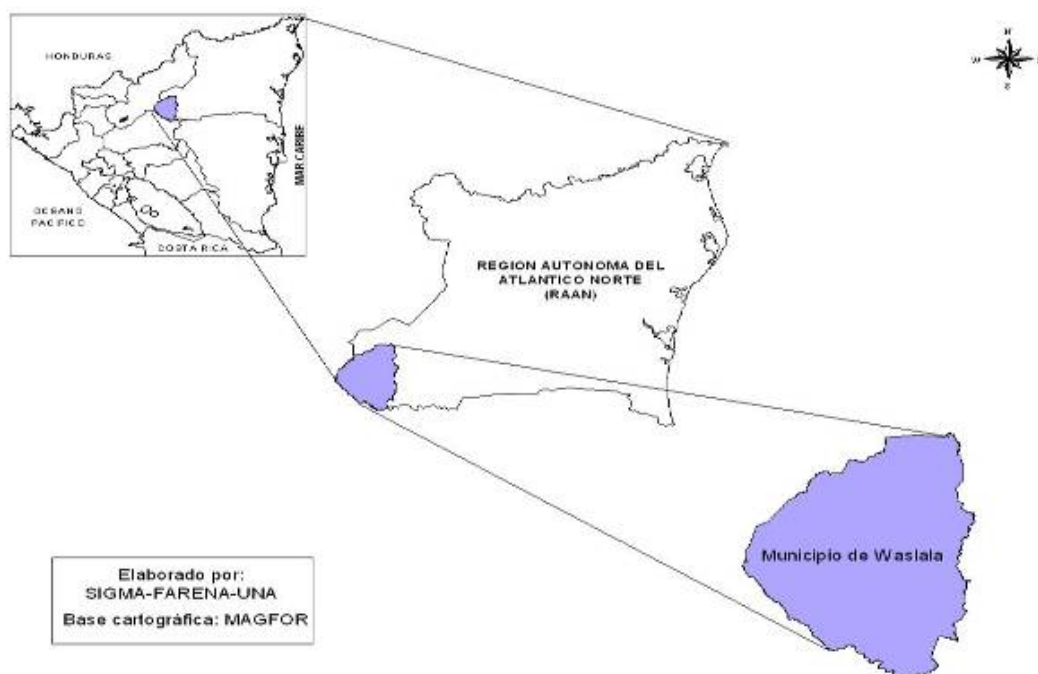 HONDURAS
MAR CARIBE
OCEANO
PACIFICO
COSTA RICA
N
W
S
REGION AUTONOMA DEL
ATLANTICO NORTE
(RAAN)
Municipio de Waslala
Elaborado por:
SIGMA-FARENA-UNA
Base cartográfica: MAGFOR